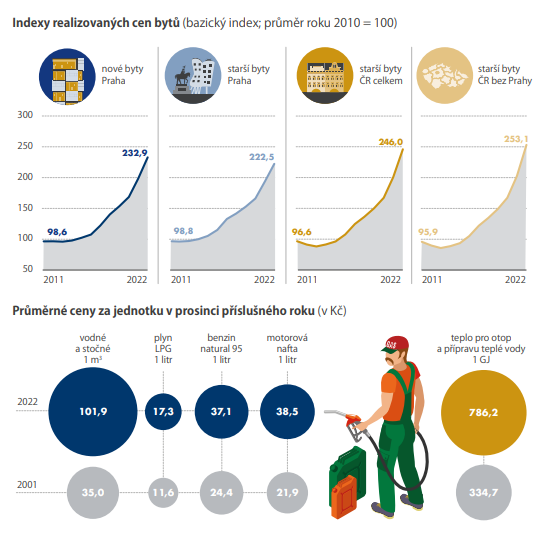 Indexy realizovaných cen bytů (bazický index; průměr roku 2010 = 100)
nové byty
Praha
starší byty
Praha
starší byty
ČR celkem
starší byty
ČR bez Prahy
300
250
200
150
100
50
232,9
98,6
2011
2022
222,5
98,8
2011
2022
246,0
96,6
2011
2022
253,1
95,9
2011
2022
Průměrné ceny za jednotku v prosinci příslušného roku (v Kč)
vodné
a stočné
1 m³
plyn
LPG
1 litr
benzin
natural 95
1 litr
motorová
nafta
1 litr
teplo pro otop
a přípravu teplé vody
1 GJ
2022
101,9
17,3
37,1
38,5
786,2
2001
35,0
11,6
24,4
21,9
334,7